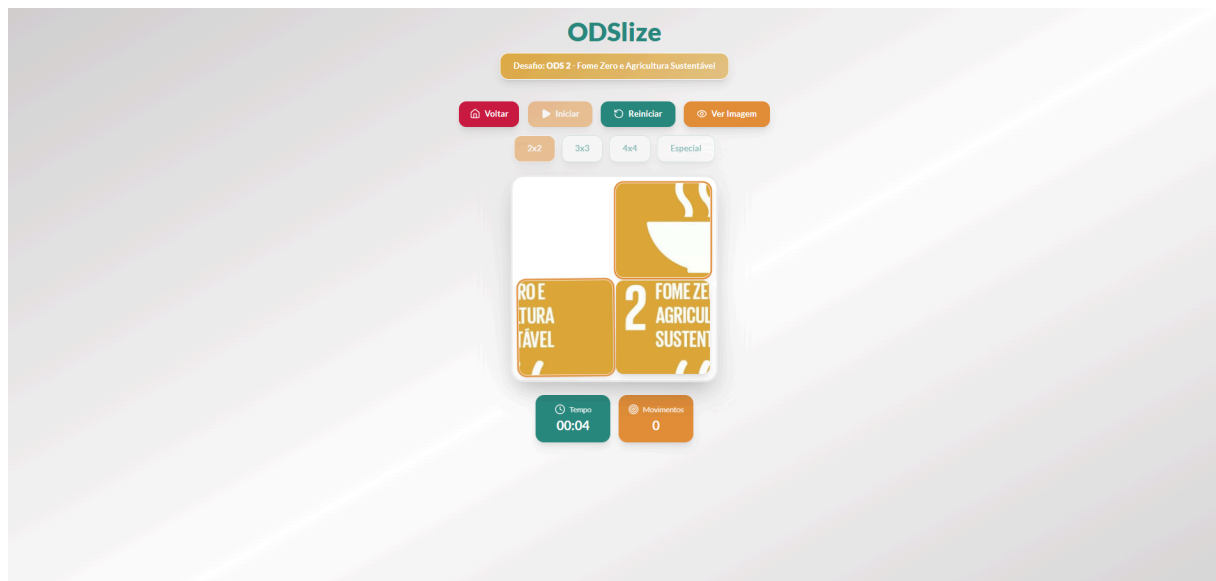 ODSlize
Desafio: ODS 2 - Fome Zero e Agricultura Sustentável
Voltar
Iniciar
Reiniciar
Ver Imagem
2x2
3x3
4x4
Especial
RO E
TURA
TÁVEL
2
FOME ZE
AGRICUL
SUSTENT
Tempo
00:04
Movimentos
0